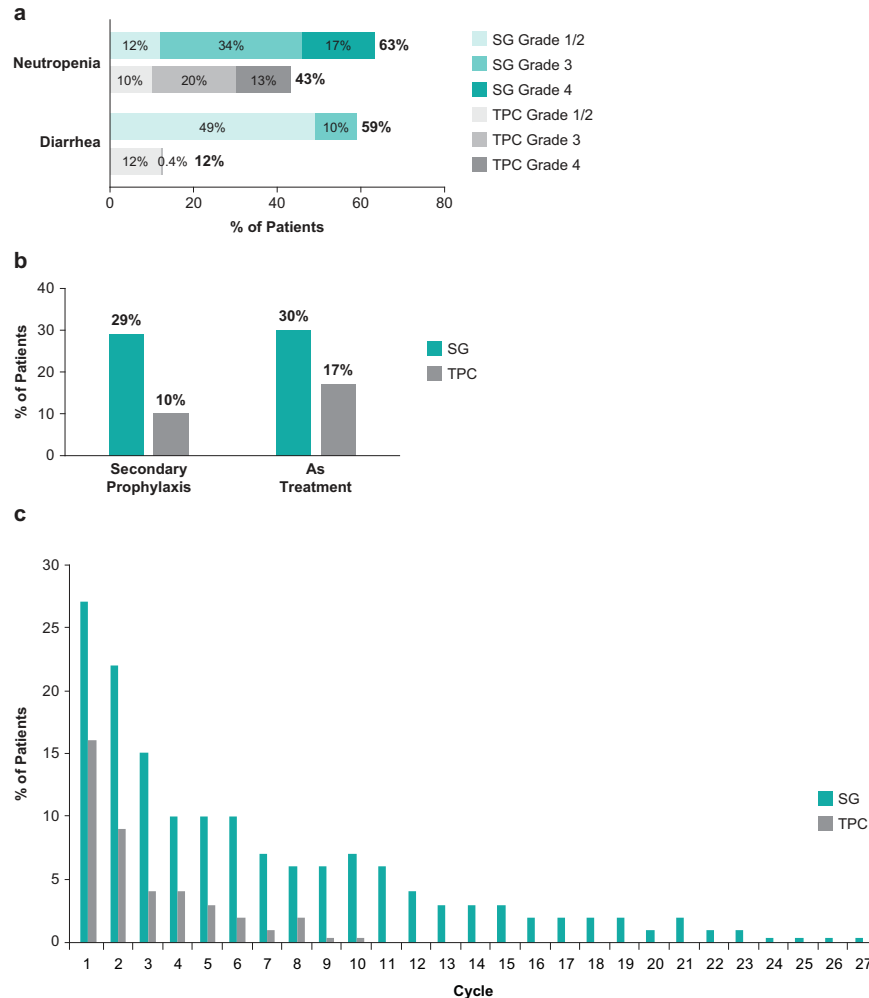 a
Neutropenia
12% 34% 17% 63%
10% 20% 13% 43%
Diarrhea
49% 10% 59%
12% 0.4% 12%
0 20 40 60 80
% of Patients
SG Grade 1/2
SG Grade 3
SG Grade 4
TPC Grade 1/2
TPC Grade 3
TPC Grade 4
b
% of Patients
40
30
20
10
0
29%
10%
30%
17%
Secondary
Prophylaxis
As
Treatment
SG
TPC
c
% of Patients
30
25
20
15
10
5
0
1 2 3 4 5 6 7 8 9 10 11 12 13 14 15 16 17 18 19 20 21 22 23 24 25 26 27
Cycle
SG
TPC